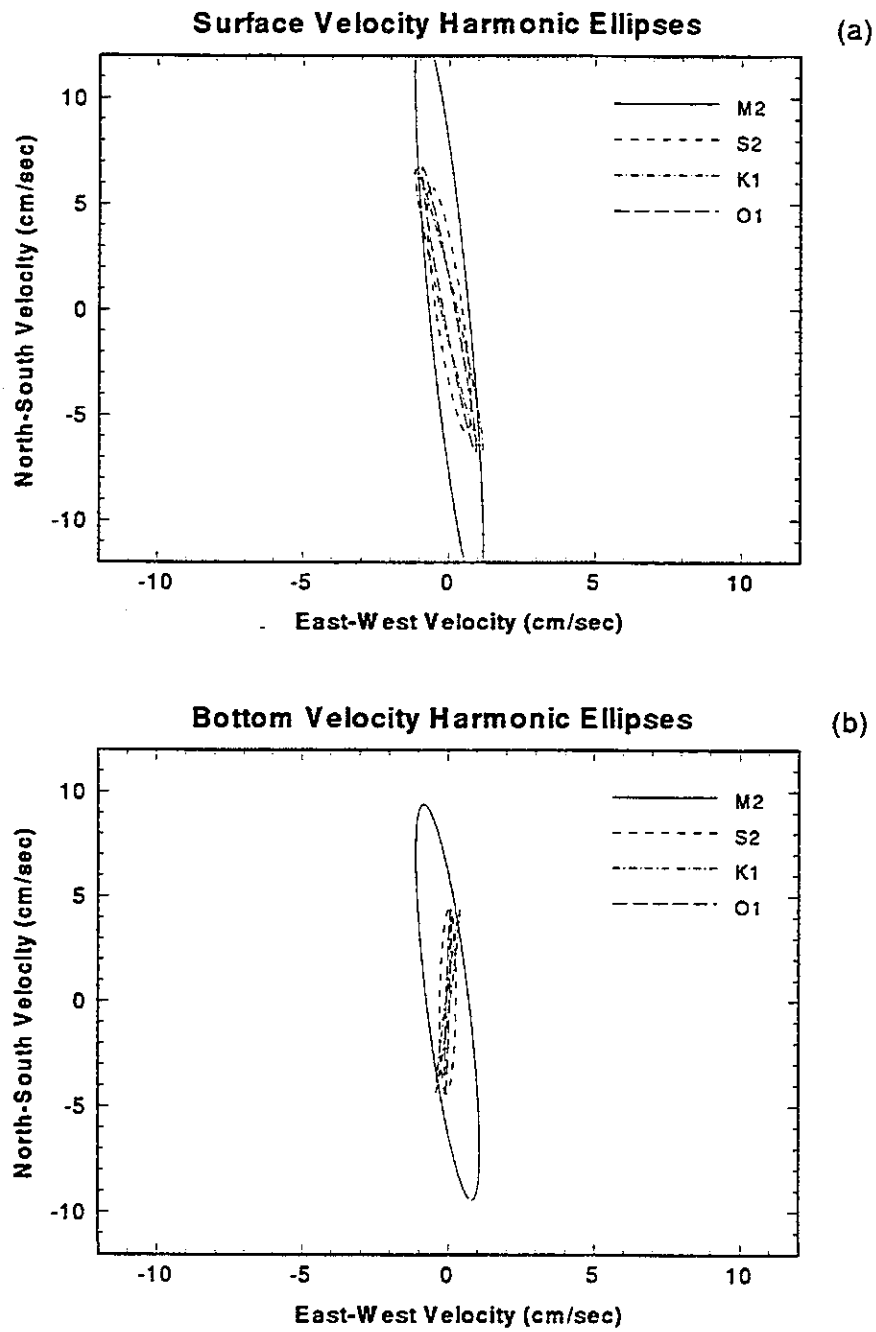 Surface Velocity Harmonic Ellipses (a)
10
5
0
-5
-10
North-South Velocity (cm/sec)
M2
S2
K1
O1
-10 -5 0 5 10
East-West Velocity (cm/sec)
Bottom Velocity Harmonic Ellipses (b)
10
5
0
-5
-10
North-South Velocity (cm/sec)
M2
S2
K1
O1
-10 -5 0 5 10
East-West Velocity (cm/sec)